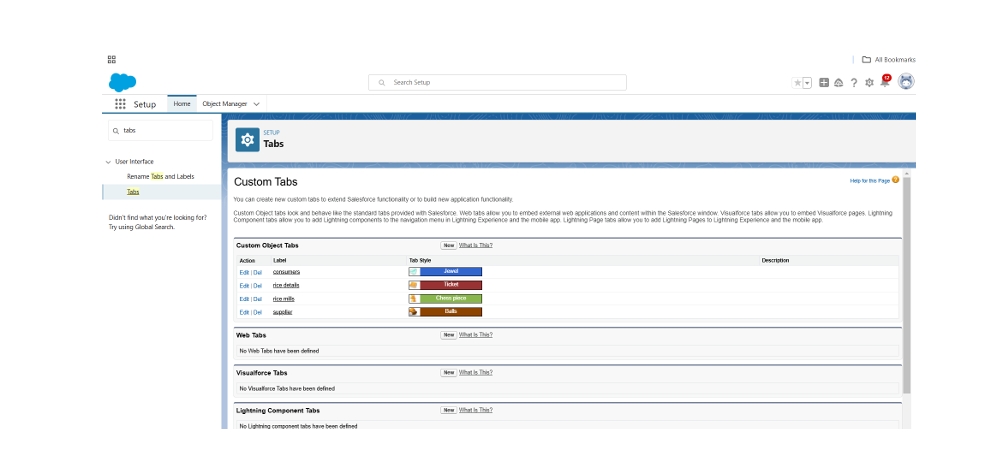 All Bookmarks
Search Setup
12
Setup Home Object Manager
tabs
User Interface
Rename Tabs and Labels
Tabs
Didn't find what you're looking for?
Try using Global Search.
SETUP
Tabs
Custom Tabs
Help for this Page
You can create new custom tabs to extend Salesforce functionality or to build new application functionality.
Custom Object tabs look and behave like the standard tabs provided with Salesforce. Web tabs allow you to embed external web applications and content within the Salesforce window. Visualforce tabs allow you to embed Visualforce pages. Lightning
Component tabs allow you to add Lightning components to the navigation menu in Lightning Experience and the mobile app. Lightning Page tabs allow you to add Lightning Pages to Lightning Experience and the mobile app.
Custom Object Tabs New What Is This?
Action Label Tab Style Description
Edit | Del consumers Jewel
Edit | Del rice details Ticket
Edit | Del rice mills Chess piece
Edit | Del supplier Balls
Web Tabs New What Is This?
No Web Tabs have been defined
Visualforce Tabs New What Is This?
No Visualforce Tabs have been defined
Lightning Component Tabs New What Is This?
No Lightning component tabs have been defined